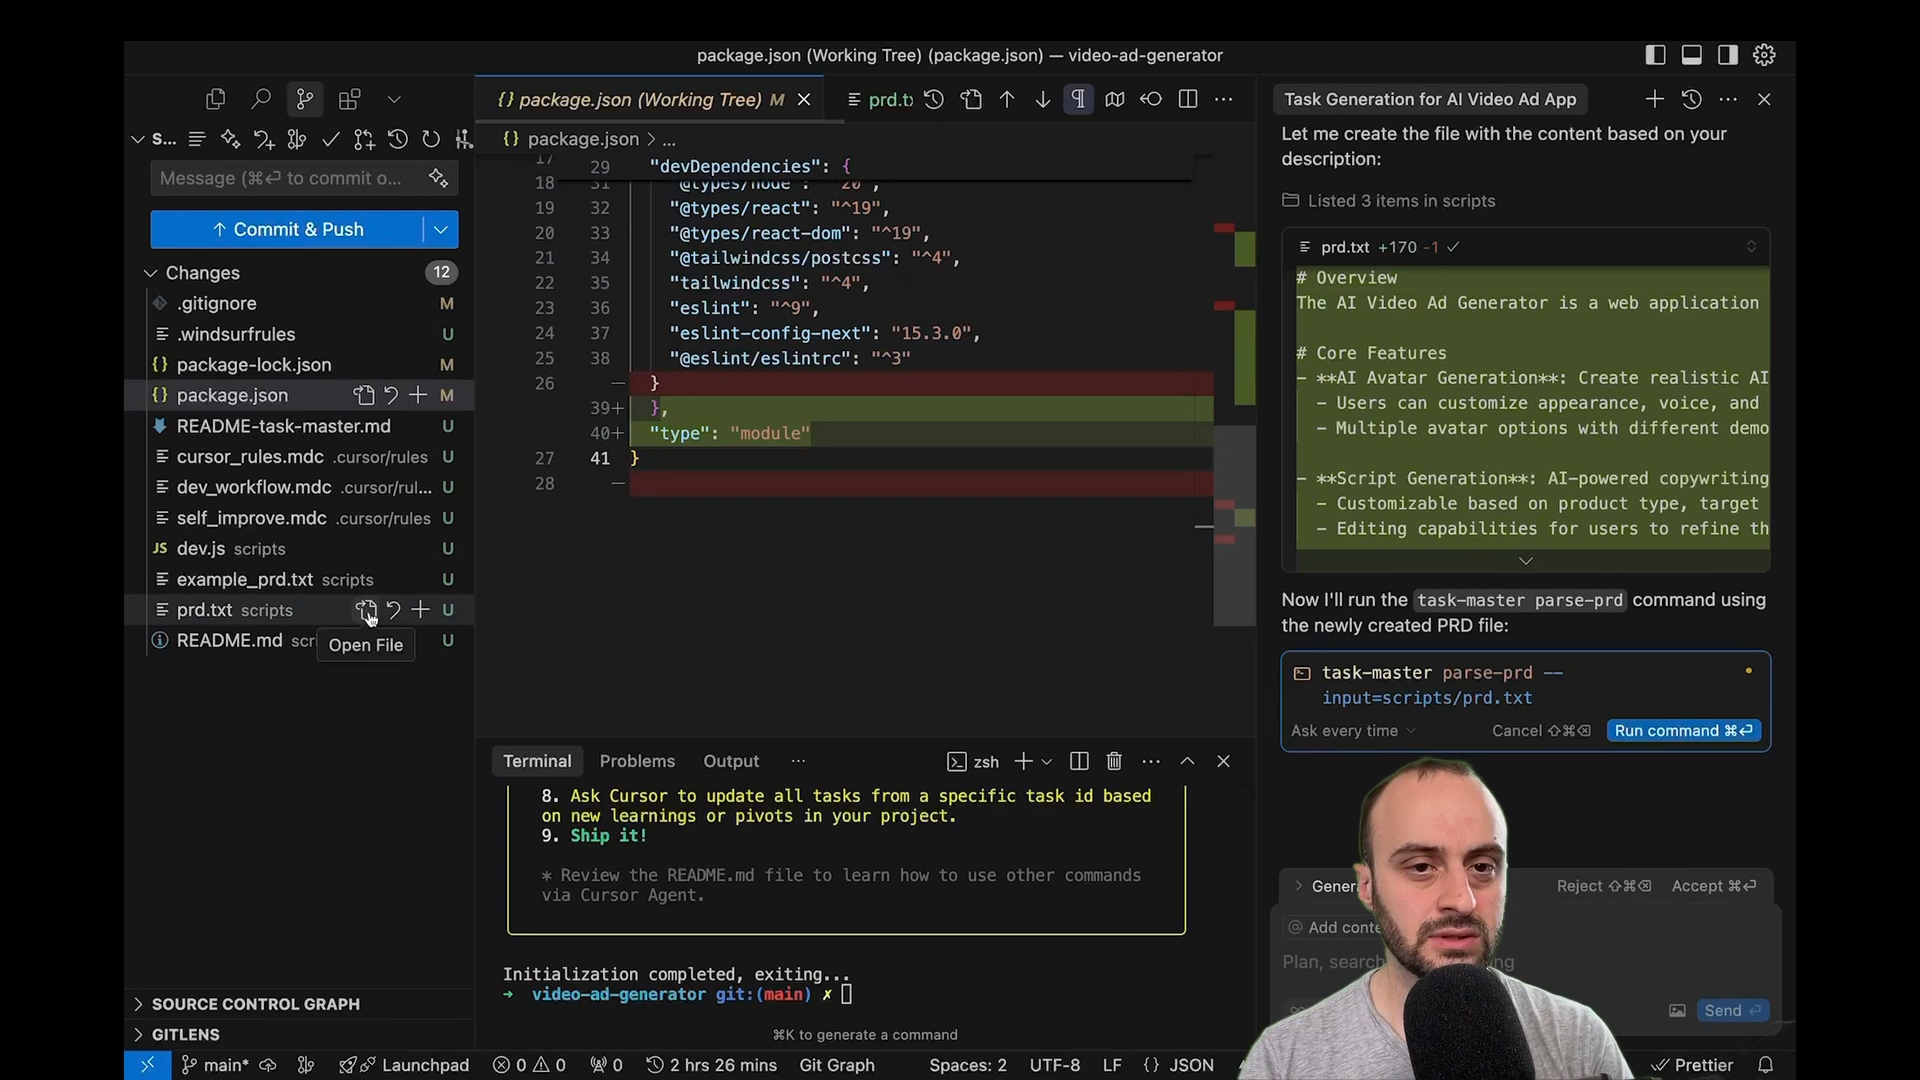 package.json (Working Tree) (package.json) — video-ad-generator
S...
Message (⌘⏎ to commit o...
↑ Commit & Push
Changes 12
.gitignore M
.windsurfrules U
package-lock.json M
package.json M
README-task-master.md U
cursor_rules.mdc .cursor/rules U
dev_workflow.mdc .cursor/rul... U
self_improve.mdc .cursor/rules U
JS dev.js scripts U
example_prd.txt scripts U
prd.txt scripts U
README.md scri U
Open File
SOURCE CONTROL GRAPH
GITLENS
{} package.json (Working Tree) M
prd.t
{} package.json > ...
17 29 "devDependencies": {
18 31 "@types/node": "^20",
19 32 "@types/react": "^19",
20 33 "@types/react-dom": "^19",
21 34 "@tailwindcss/postcss": "^4",
22 35 "tailwindcss": "^4",
23 36 "eslint": "^9",
24 37 "eslint-config-next": "15.3.0",
25 38 "@eslint/eslintrc": "^3"
26 — }
39+ },
40+ "type": "module"
27 41 }
28 —
Terminal Problems Output ... zsh
8. Ask Cursor to update all tasks from a specific task id based
on new learnings or pivots in your project.
9. Ship it!
* Review the README.md file to learn how to use other commands
via Cursor Agent.
Initialization completed, exiting...
→ video-ad-generator git:(main) ✗
⌘K to generate a command
Task Generation for AI Video Ad App
Let me create the file with the content based on your
description:
Listed 3 items in scripts
prd.txt +170 -1 ✓
# Overview
The AI Video Ad Generator is a web application
# Core Features
- **AI Avatar Generation**: Create realistic AI
- Users can customize appearance, voice, and
- Multiple avatar options with different demo
- **Script Generation**: AI-powered copywriting
- Customizable based on product type, target
- Editing capabilities for users to refine th
Now I'll run the task-master parse-prd command using
the newly created PRD file:
task-master parse-prd --
input=scripts/prd.txt
Ask every time Cancel ⇧⌘⌫ Run command ⌘⏎
Gener Reject ⇧⌘⌫ Accept ⌘⏎
@ Add conte
Plan, search
Send ⏎
main* Launchpad 0 0 0 2 hrs 26 mins Git Graph Spaces: 2 UTF-8 LF {} JSON Prettier